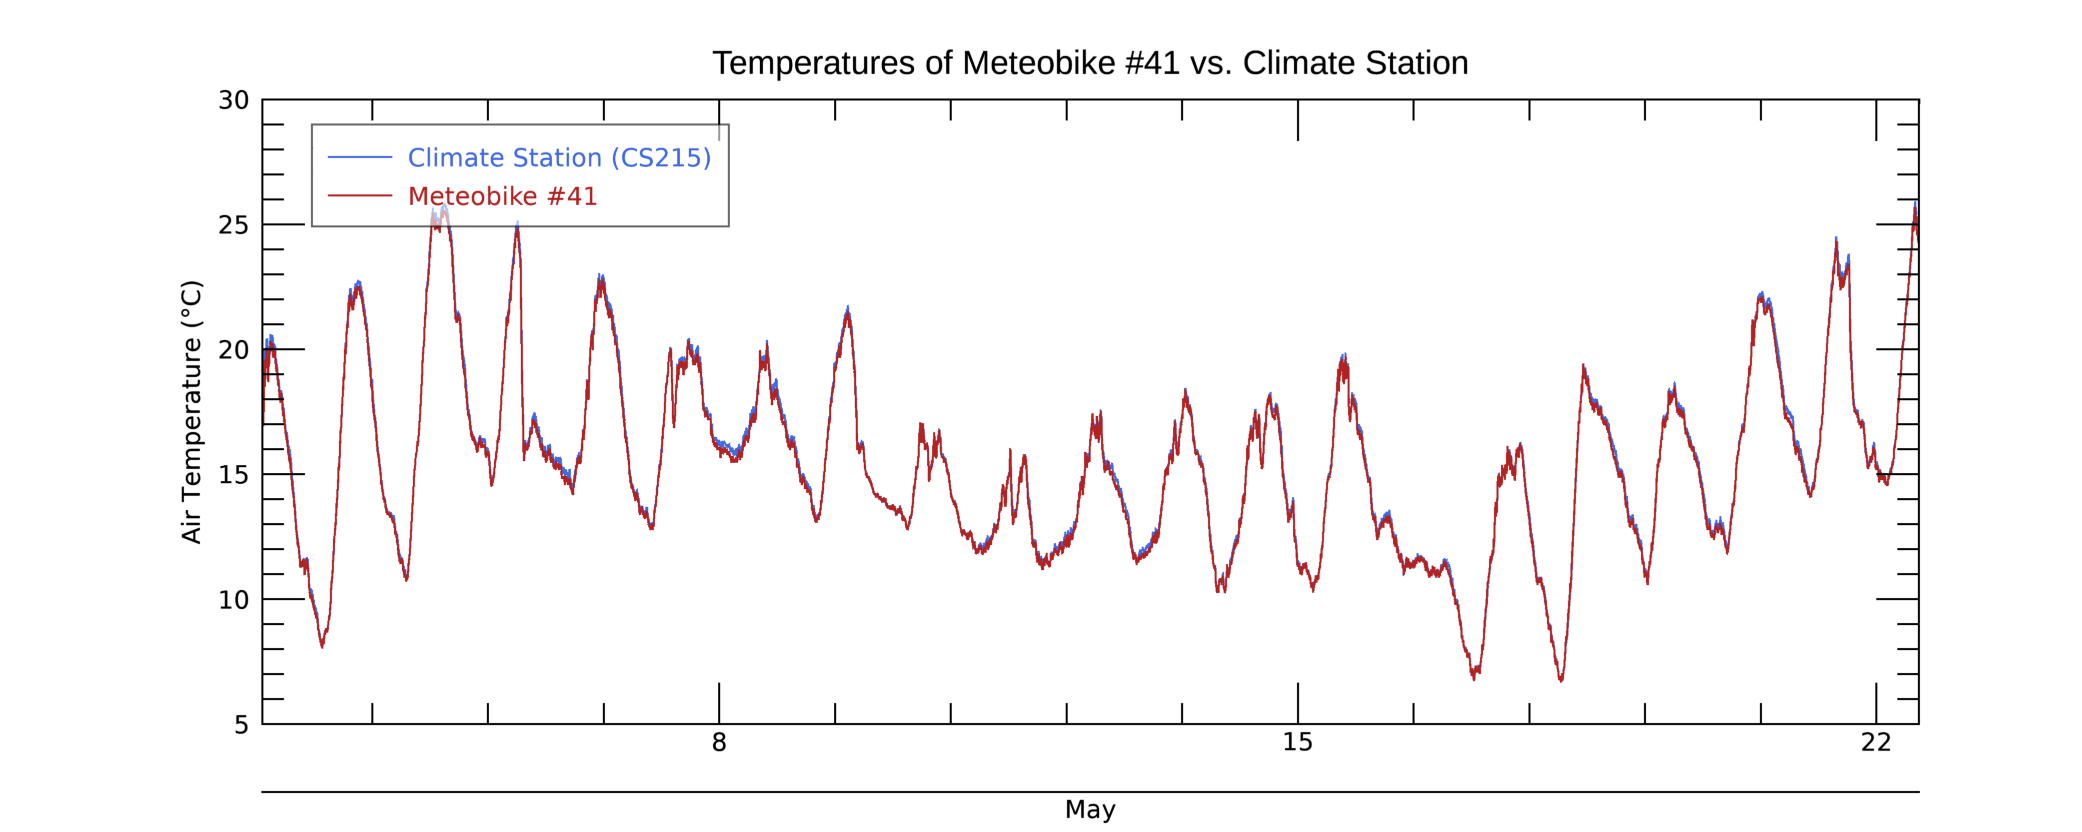 Temperatures of Meteobike #41 vs. Climate Station
30
Climate Station (CS215)
Meteobike #41
25
20
15
10
5
Air Temperature (°C)
8
15
22
May